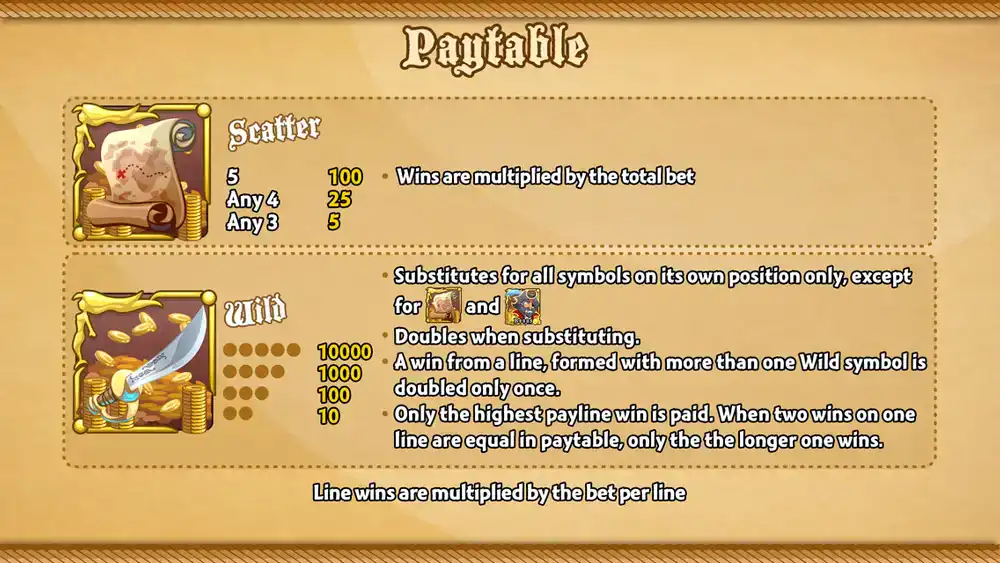 Paytable
Scatter
5 100
Any 4 25
Any 3 5
• Wins are multiplied by the total bet
Wild
10000
1000
100
10
• Substitutes for all symbols on its own position only, except
for and
• Doubles when substituting.
• A win from a line, formed with more than one Wild symbol is
doubled only once.
• Only the highest payline win is paid. When two wins on one
line are equal in paytable, only the the longer one wins.
Line wins are multiplied by the bet per line